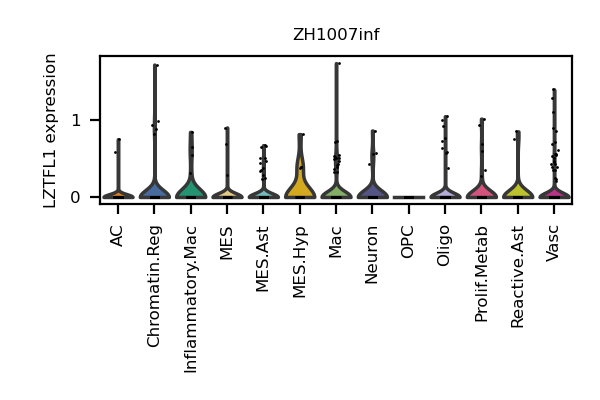 ZH1007inf
LZTFL1 expression
1
0
AC
Chromatin.Reg
Inflammatory.Mac
MES
MES.Ast
MES.Hyp
Mac
Neuron
OPC
Oligo
Prolif.Metab
Reactive.Ast
Vasc